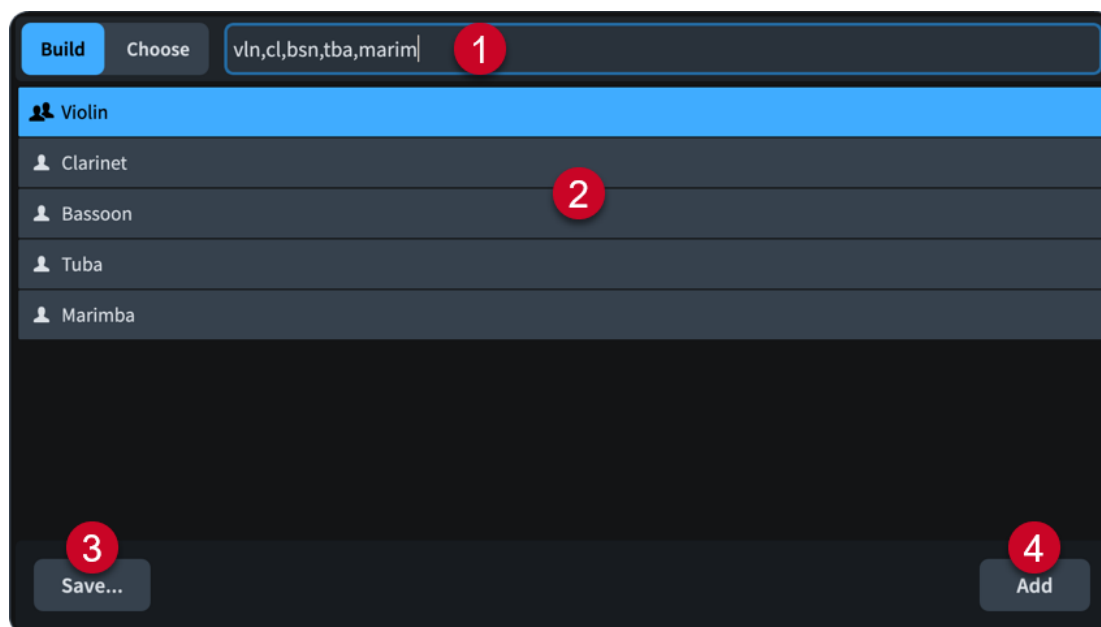 Build Choose vln,cl,bsn,tba,marim 1
Violin
Clarinet
2
Bassoon
Tuba
Marimba
3 4
Save... Add